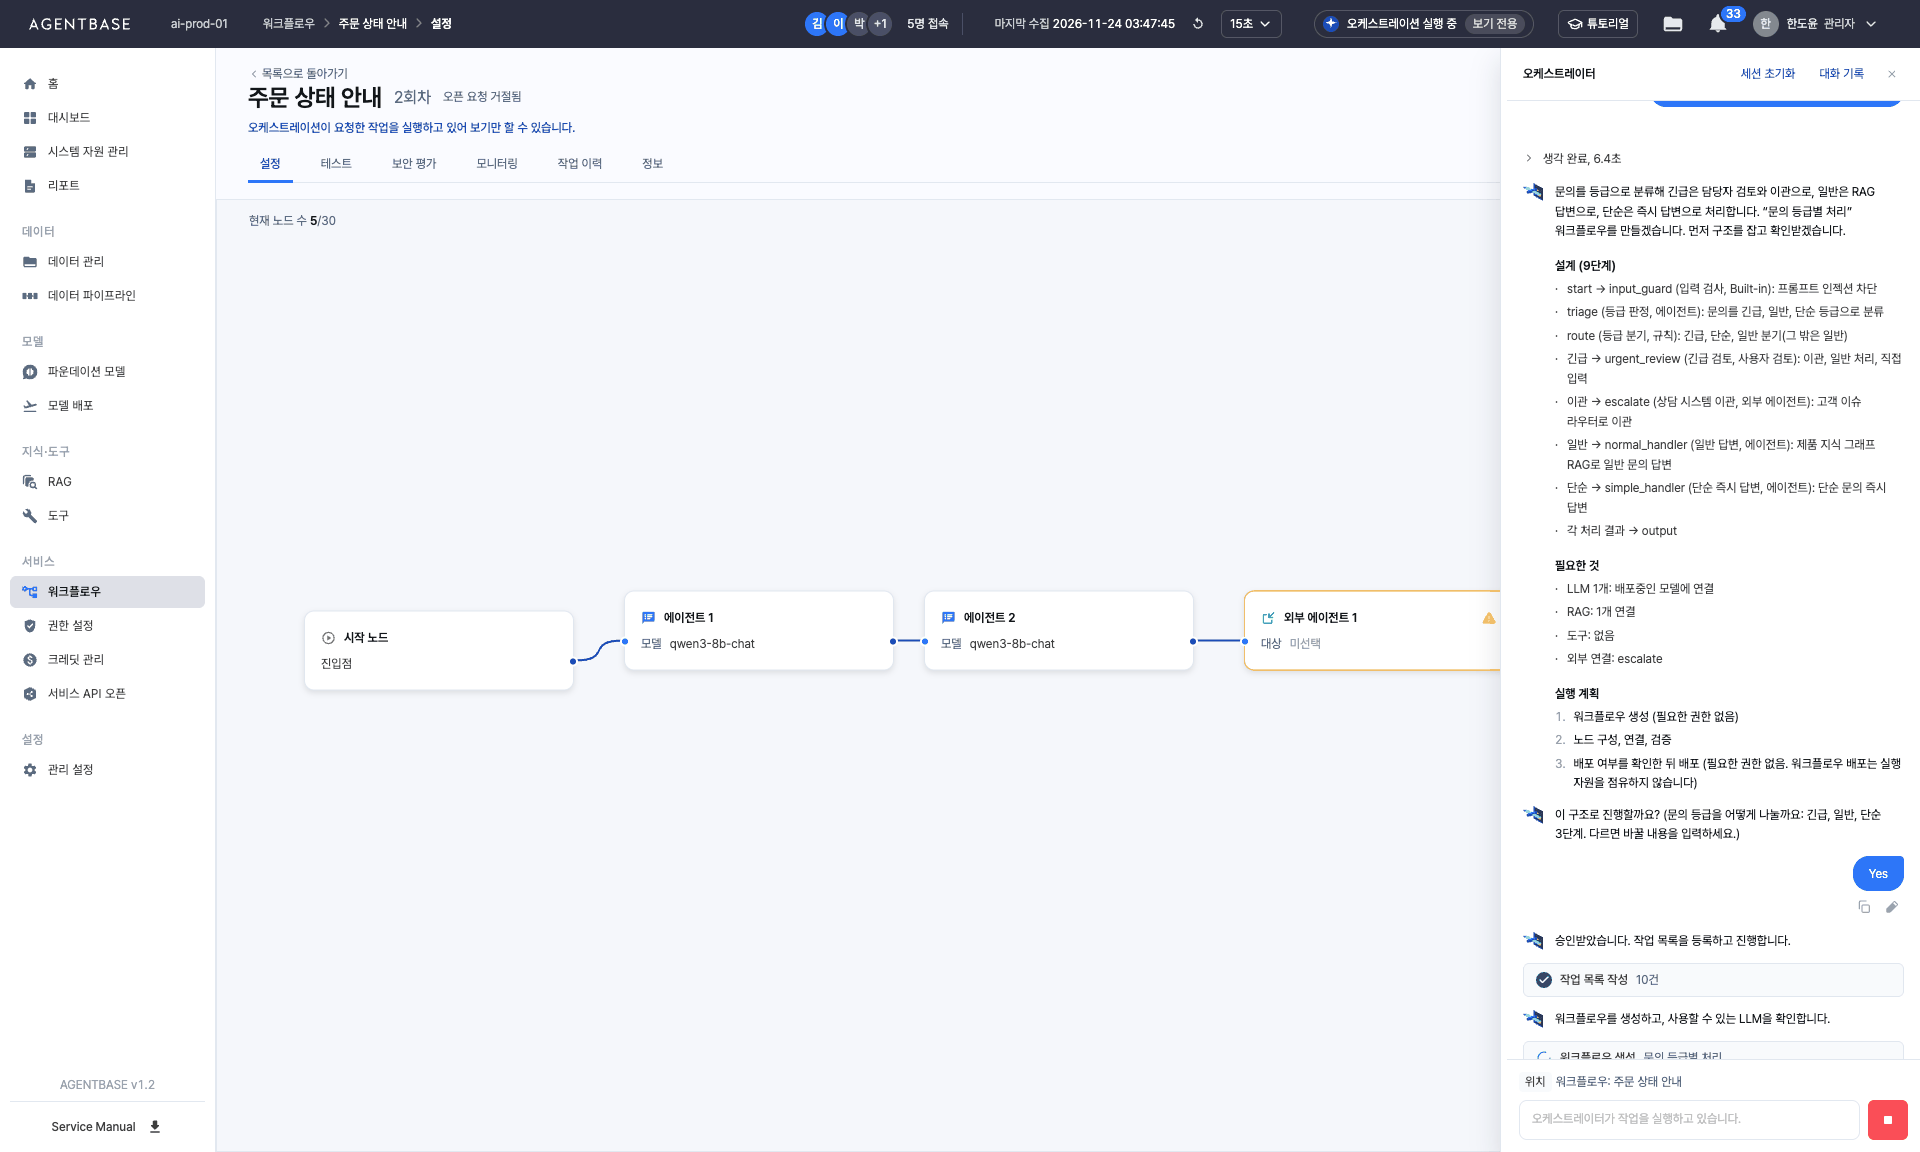 AGENTBASE
ai-prod-01
워크플로우 > 주문 상태 안내 > 설정
김 이 박 +1 5명 접속
마지막 수집 2026-11-24 03:47:45
15초
오케스트레이션 실행 중 보기 전용
튜토리얼
33
한 한도윤 관리자
홈
대시보드
시스템 자원 관리
리포트
데이터
데이터 관리
데이터 파이프라인
모델
파운데이션 모델
모델 배포
지식·도구
RAG
도구
서비스
워크플로우
권한 설정
크레딧 관리
서비스 API 오픈
설정
관리 설정
AGENTBASE v1.2
Service Manual
목록으로 돌아가기
주문 상태 안내 2회차 오픈 요청 거절됨
오케스트레이션이 요청한 작업을 실행하고 있어 보기만 할 수 있습니다.
설정 테스트 보안 평가 모니터링 작업 이력 정보
현재 노드 수 5/30
시작 노드
진입점
에이전트 1
모델 qwen3-8b-chat
에이전트 2
모델 qwen3-8b-chat
외부 에이전트 1
대상 미선택
오케스트레이터
세션 초기화
대화 기록
생각 완료, 6.4초
문의를 등급으로 분류해 긴급은 담당자 검토와 이관으로, 일반은 RAG
답변으로, 단순은 즉시 답변으로 처리합니다. “문의 등급별 처리”
워크플로우를 만들겠습니다. 먼저 구조를 잡고 확인받겠습니다.
설계 (9단계)
· start → input_guard (입력 검사, Built-in): 프롬프트 인젝션 차단
· triage (등급 판정, 에이전트): 문의를 긴급, 일반, 단순 등급으로 분류
· route (등급 분기, 규칙): 긴급, 단순, 일반 분기(그 밖은 일반)
· 긴급 → urgent_review (긴급 검토, 사용자 검토): 이관, 일반 처리, 직접
입력
· 이관 → escalate (상담 시스템 이관, 외부 에이전트): 고객 이슈
라우터로 이관
· 일반 → normal_handler (일반 답변, 에이전트): 제품 지식 그래프
RAG로 일반 문의 답변
· 단순 → simple_handler (단순 즉시 답변, 에이전트): 단순 문의 즉시
답변
· 각 처리 결과 → output
필요한 것
· LLM 1개: 배포중인 모델에 연결
· RAG: 1개 연결
· 도구: 없음
· 외부 연결: escalate
실행 계획
1. 워크플로우 생성 (필요한 권한 없음)
2. 노드 구성, 연결, 검증
3. 배포 여부를 확인한 뒤 배포 (필요한 권한 없음. 워크플로우 배포는 실행
자원을 점유하지 않습니다)
이 구조로 진행할까요? (문의 등급을 어떻게 나눌까요: 긴급, 일반, 단순
3단계. 다르면 바꿀 내용을 입력하세요.)
Yes
승인받았습니다. 작업 목록을 등록하고 진행합니다.
작업 목록 작성 10건
워크플로우를 생성하고, 사용할 수 있는 LLM을 확인합니다.
워크플로우 생성 문의 등급별 처리
위치 워크플로우: 주문 상태 안내
오케스트레이터가 작업을 실행하고 있습니다.